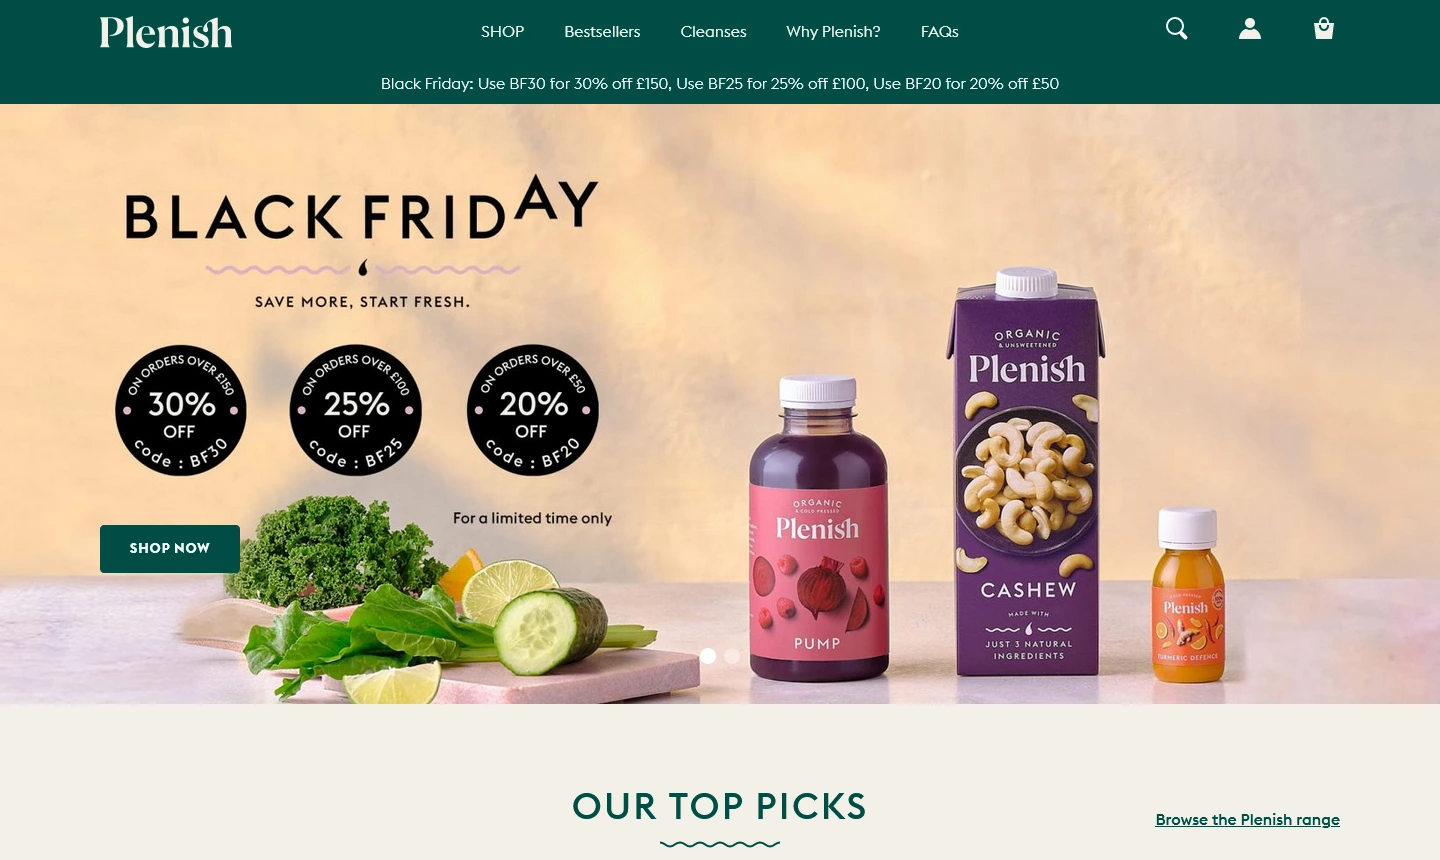 Plenish
SHOP
Bestsellers
Cleanses
Why Plenish?
FAQs
Black Friday: Use BF30 for 30% off £150, Use BF25 for 25% off £100, Use BF20 for 20% off £50
BLACK FRIDAY
SAVE MORE, START FRESH.
ON ORDERS OVER £150
30%
OFF
code : BF30
ON ORDERS OVER £100
25%
OFF
code : BF25
ON ORDERS OVER £50
20%
OFF
code : BF20
For a limited time only
SHOP NOW
ORGANIC
& COLD PRESSED
Plenish
PUMP
ORGANIC
& UNSWEETENED
Plenish
CASHEW
MADE WITH
JUST 3 NATURAL
INGREDIENTS
COLD PRESSED
Plenish
TURMERIC DEFENCE
OUR TOP PICKS
Browse the Plenish range